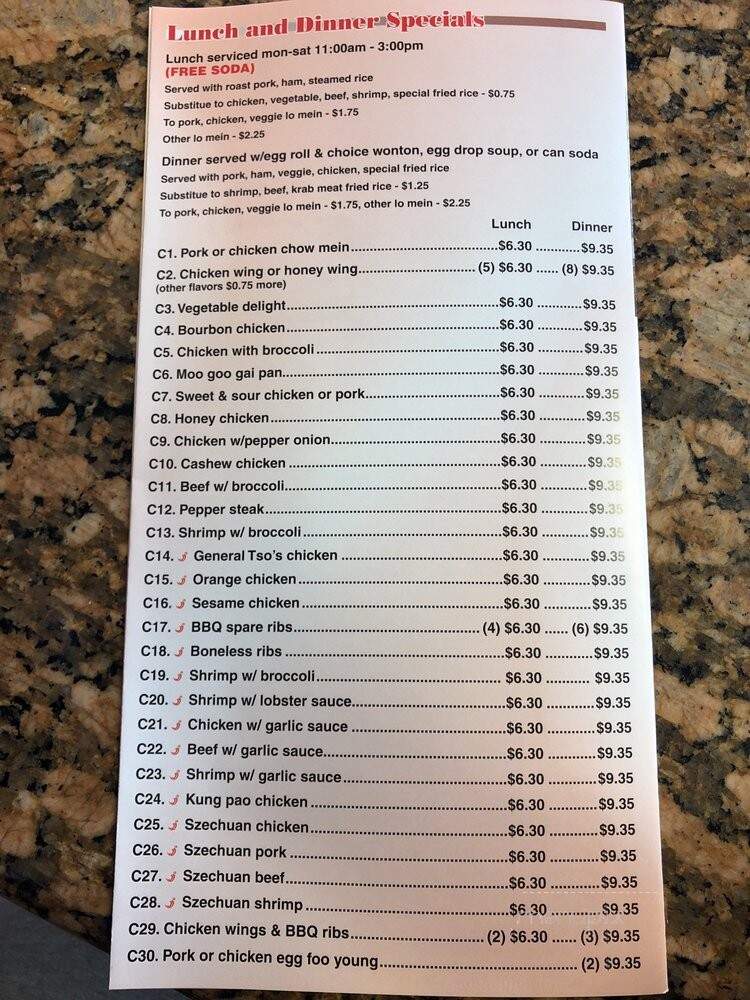 Lunch and Dinner Specials
Lunch serviced mon-sat 11:00am - 3:00pm
(FREE SODA)
Served with roast pork, ham, steamed rice
Substitue to chicken, vegetable, beef, shrimp, special fried rice - $0.75
To pork, chicken, veggie lo mein - $1.75
Other lo mein - $2.25
Dinner served w/egg roll & choice wonton, egg drop soup, or can soda
Served with pork, ham, veggie, chicken, special fried rice
Substitue to shrimp, beef, krab meat fried rice - $1.25
To pork, chicken, veggie lo mein - $1.75, other lo mein - $2.25
Lunch Dinner
C1. Pork or chicken chow mein $6.30 $9.35
C2. Chicken wing or honey wing (5) $6.30 (8) $9.35
(other flavors $0.75 more)
C3. Vegetable delight $6.30 $9.35
C4. Bourbon chicken $6.30 $9.35
C5. Chicken with broccoli $6.30 $9.35
C6. Moo goo gai pan $6.30 $9.35
C7. Sweet & sour chicken or pork $6.30 $9.35
C8. Honey chicken $6.30 $9.35
C9. Chicken w/pepper onion $6.30 $9.35
C10. Cashew chicken $6.30 $9.35
C11. Beef w/ broccoli $6.30 $9.35
C12. Pepper steak $6.30 $9.35
C13. Shrimp w/ broccoli $6.30 $9.35
C14. General Tso's chicken $6.30 $9.35
C15. Orange chicken $6.30 $9.35
C16. Sesame chicken $6.30 $9.35
C17. BBQ spare ribs (4) $6.30 (6) $9.35
C18. Boneless ribs $6.30 $9.35
C19. Shrimp w/ broccoli $6.30 $9.35
C20. Shrimp w/ lobster sauce $6.30 $9.35
C21. Chicken w/ garlic sauce $6.30 $9.35
C22. Beef w/ garlic sauce $6.30 $9.35
C23. Shrimp w/ garlic sauce $6.30 $9.35
C24. Kung pao chicken $6.30 $9.35
C25. Szechuan chicken $6.30 $9.35
C26. Szechuan pork $6.30 $9.35
C27. Szechuan beef $6.30 $9.35
C28. Szechuan shrimp $6.30 $9.35
C29. Chicken wings & BBQ ribs (2) $6.30 (3) $9.35
C30. Pork or chicken egg foo young (2) $9.35